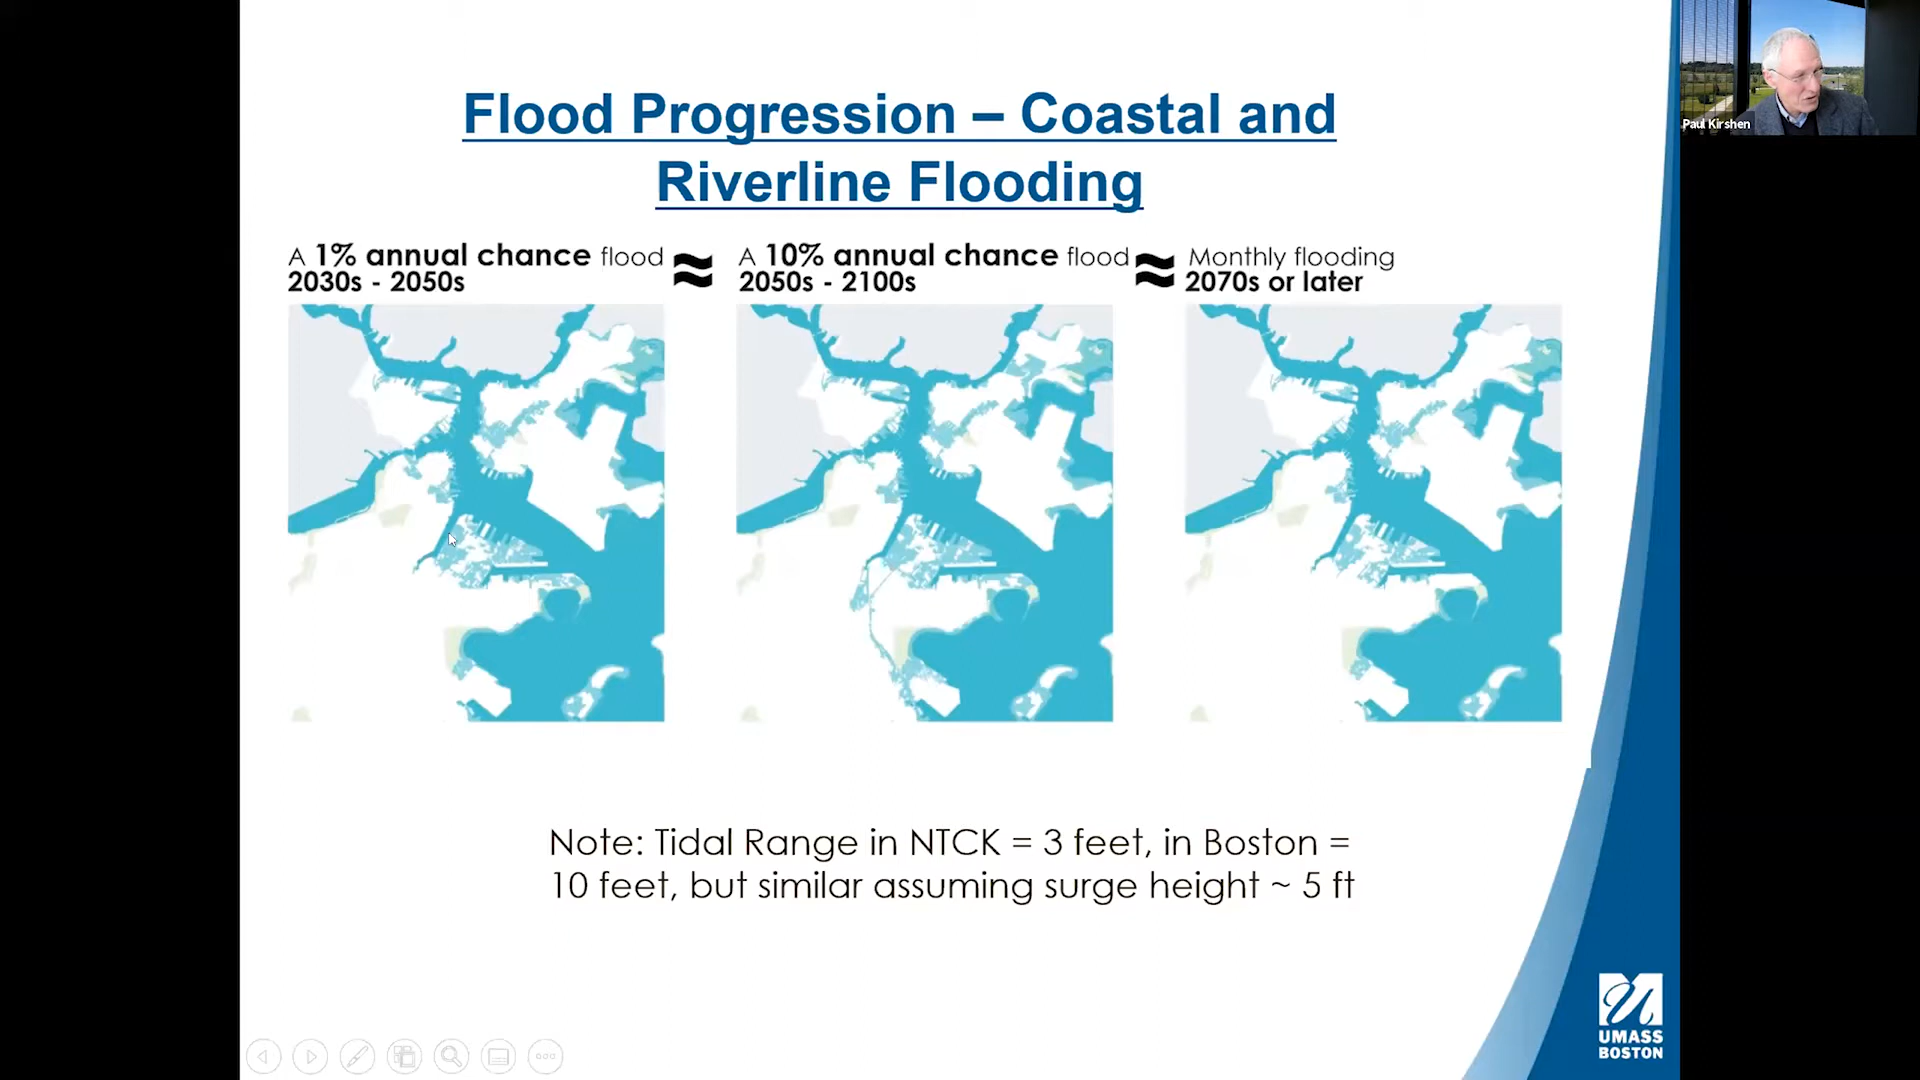 Flood Progression – Coastal and
Riverline Flooding
A 1% annual chance flood
2030s - 2050s
≈
A 10% annual chance flood
2050s - 2100s
≈
Monthly flooding
2070s or later
Note: Tidal Range in NTCK = 3 feet, in Boston =
10 feet, but similar assuming surge height ~ 5 ft
Paul Kirshen
UMASS
BOSTON